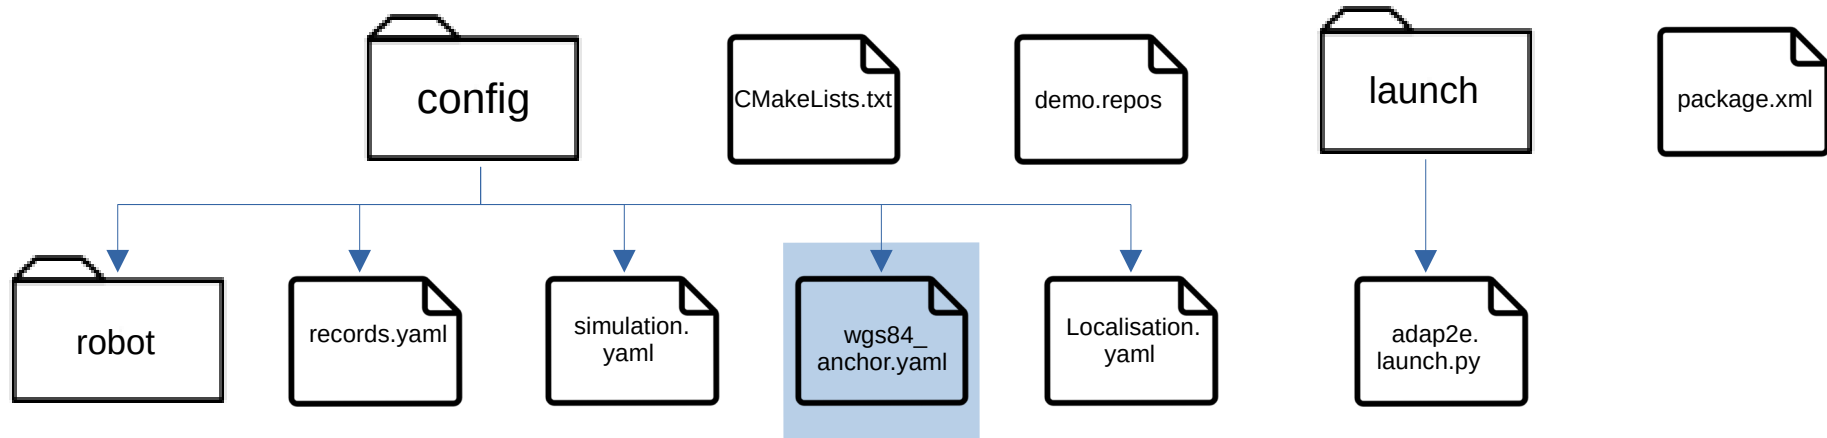 config
CMakeLists.txt
demo.repos
launch
package.xml
robot
records.yaml
simulation.
yaml
wgs84_
anchor.yaml
Localisation.
yaml
adap2e.
launch.py